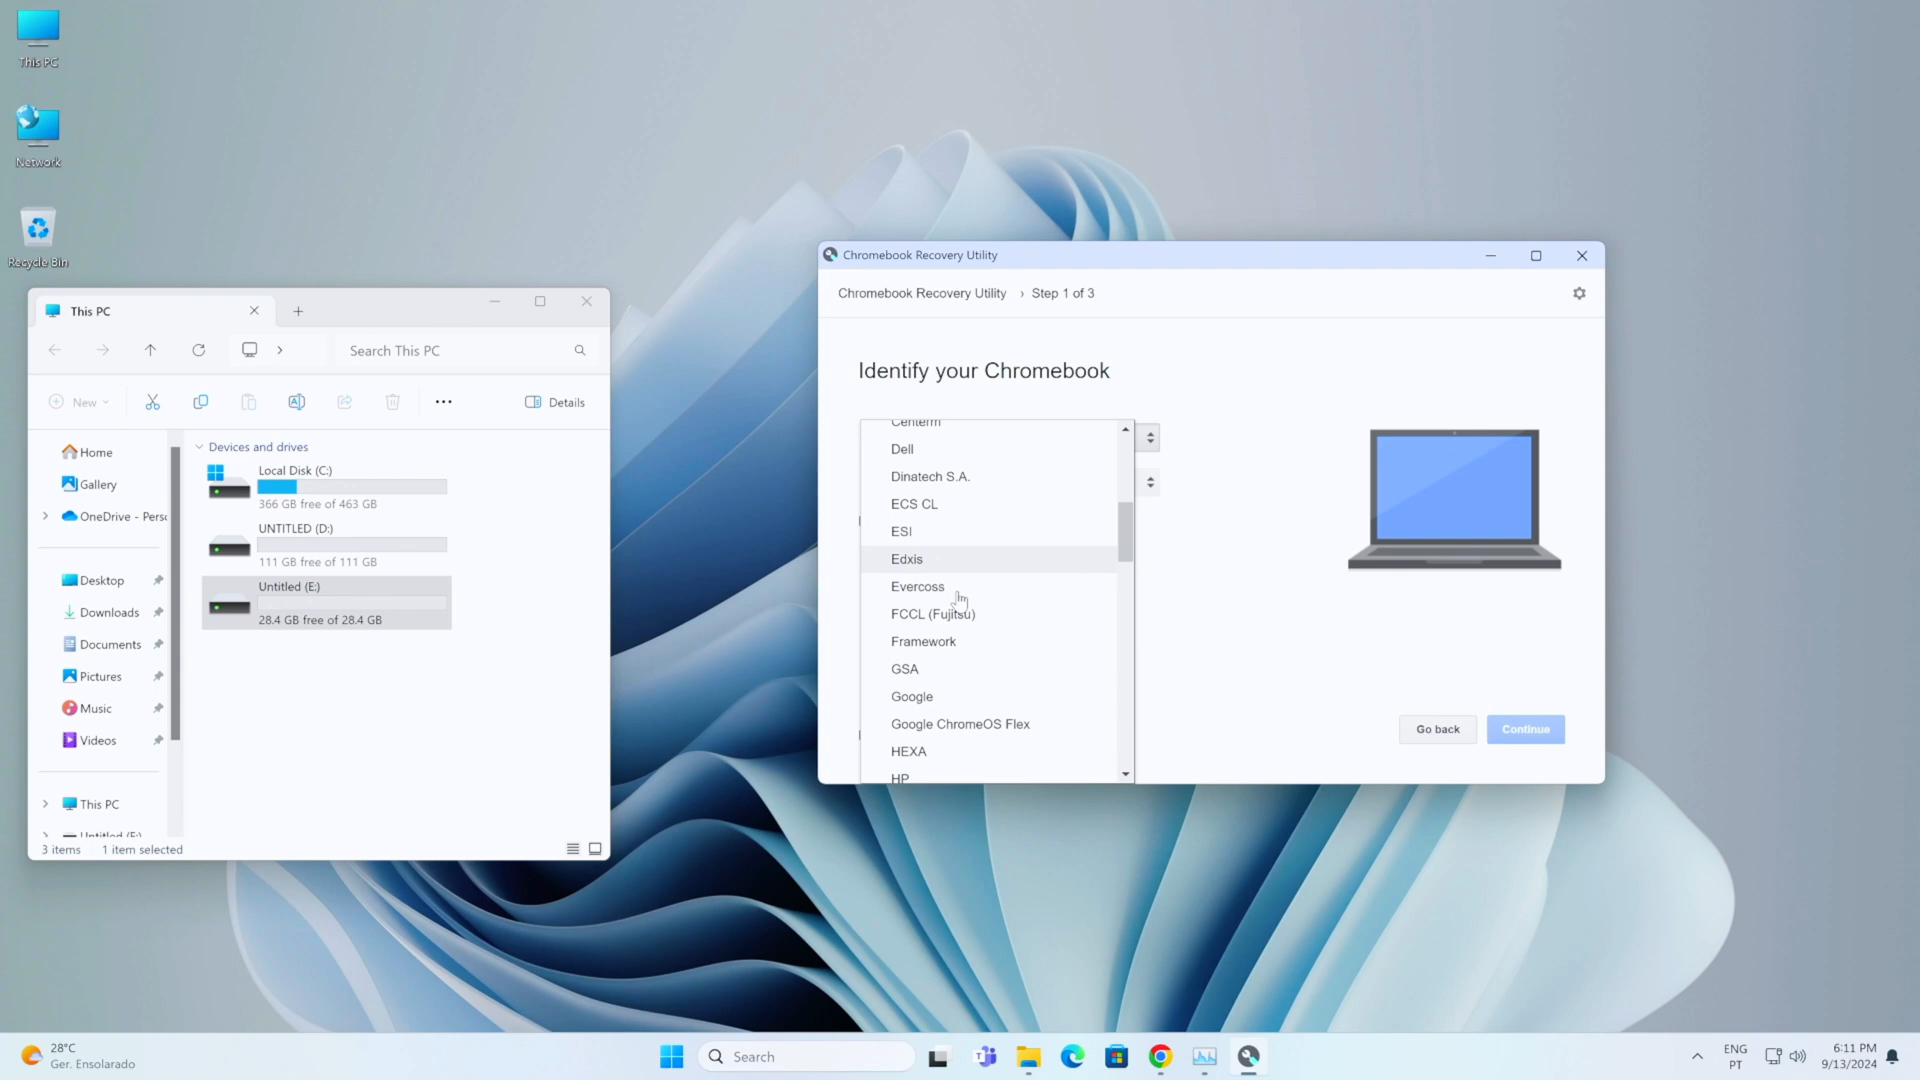 This PC
Network
Recycle Bin
This PC
Search This PC
New
Details
Home
Gallery
OneDrive - Perso
Desktop
Downloads
Documents
Pictures
Music
Videos
This PC
Untitled (E:)
Devices and drives
Local Disk (C:)
366 GB free of 463 GB
UNTITLED (D:)
111 GB free of 111 GB
Untitled (E:)
28.4 GB free of 28.4 GB
3 items 1 item selected
Chromebook Recovery Utility
Chromebook Recovery Utility › Step 1 of 3
Identify your Chromebook
Centerm
Dell
Dinatech S.A.
ECS CL
ESI
Edxis
Evercoss
FCCL (Fujitsu)
Framework
GSA
Google
Google ChromeOS Flex
HEXA
HP
Go back
Continue
28°C
Ger. Ensolarado
Search
ENG
PT
6:11 PM
9/13/2024